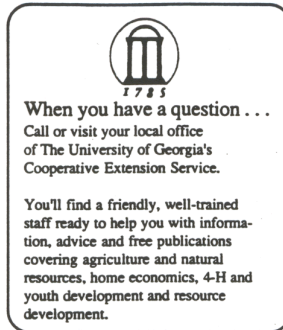 1785
When you have a question . . .
Call or visit your local office
of The University of Georgia's
Cooperative Extension Service.
You'll find a friendly, well-trained
staff ready to help you with informa-
tion, advice and free publications
covering agriculture and natural
resources, home economics, 4-H and
youth development and resource
development.